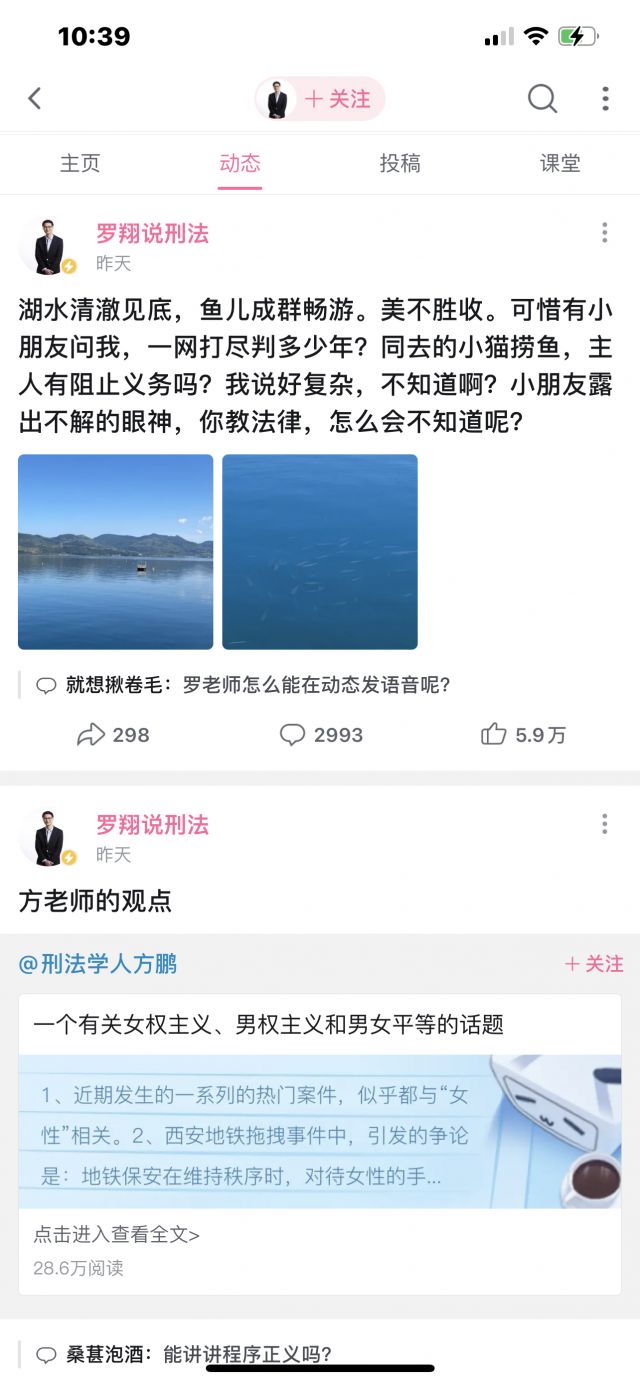 10:39
+ 关注
主页
动态
投稿
课堂
罗翔说刑法
昨天
湖水清澈见底，鱼儿成群畅游。美不胜收。可惜有小
朋友问我，一网打尽判多少年？同去的小猫捞鱼，主
人有阻止义务吗？我说好复杂，不知道啊？小朋友露
出不解的眼神，你教法律，怎么会不知道呢？
就想揪卷毛：罗老师怎么能在动态发语音呢？
298
2993
5.9万
罗翔说刑法
昨天
方老师的观点
@刑法学人方鹏
+ 关注
一个有关女权主义、男权主义和男女平等的话题
1、近期发生的一系列的热门案件，似乎都与“女
性”相关。2、西安地铁拖拽事件中，引发的争论
是：地铁保安在维持秩序时，对待女性的手...
点击进入查看全文>
28.6万阅读
桑葚泡酒：能讲讲程序正义吗？